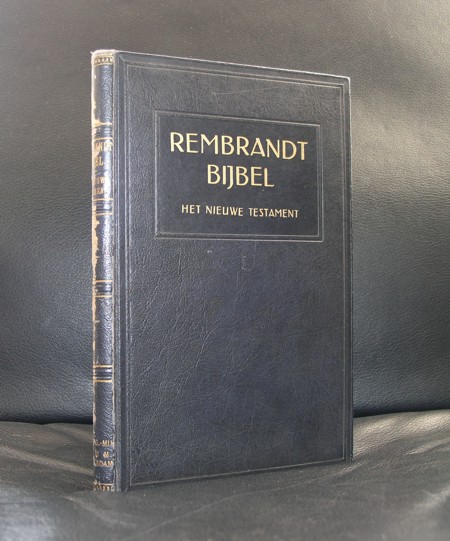 REMBRANDT
BIJBEL
HET NIEUWE TESTAMENT